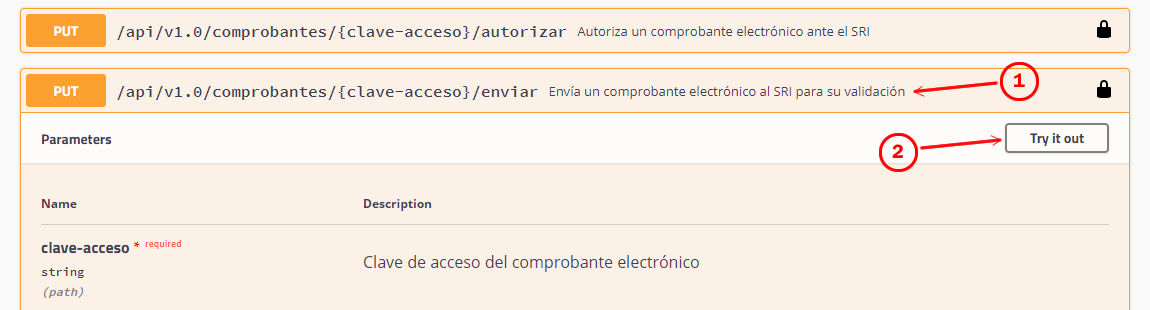 PUT /api/v1.0/comprobantes/{clave-acceso}/autorizar Autoriza un comprobante electrónico ante el SRI
PUT /api/v1.0/comprobantes/{clave-acceso}/enviar Envía un comprobante electrónico al SRI para su validación 1
Parameters 2 Try it out
Name Description
clave-acceso * required
string
(path)
Clave de acceso del comprobante electrónico